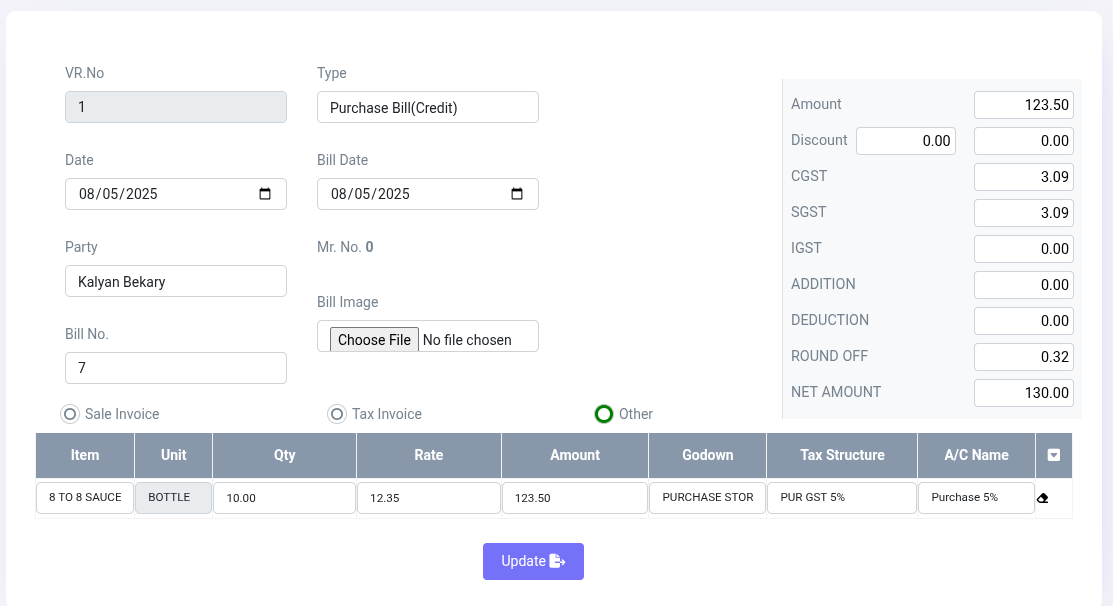 VR.No
1
Type
Purchase Bill(Credit)
Date
08/05/2025
Bill Date
08/05/2025
Party
Kalyan Bekary
Mr. No. 0
Bill No.
7
Bill Image
Choose File No file chosen
Amount 123.50
Discount 0.00 0.00
CGST 3.09
SGST 3.09
IGST 0.00
ADDITION 0.00
DEDUCTION 0.00
ROUND OFF 0.32
NET AMOUNT 130.00
Sale Invoice Tax Invoice Other
Item Unit Qty Rate Amount Godown Tax Structure A/C Name
8 TO 8 SAUCE BOTTLE 10.00 12.35 123.50 PURCHASE STOR PUR GST 5% Purchase 5%
Update